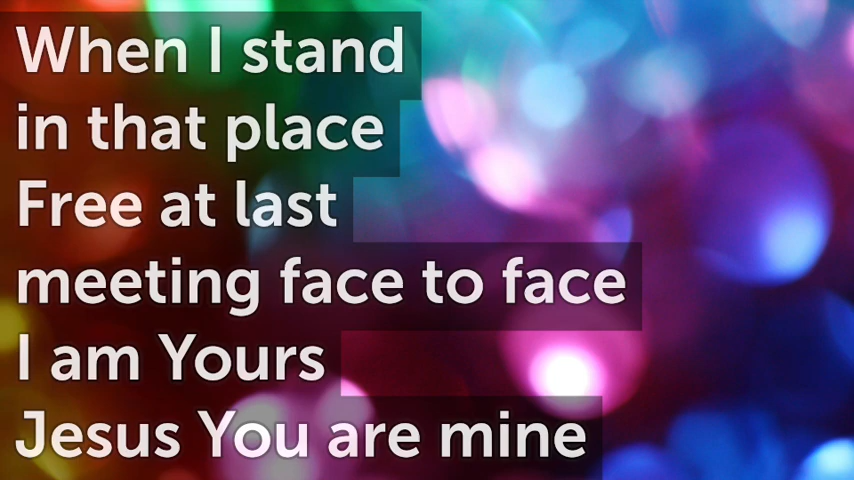 When I stand
in that place
Free at last
meeting face to face
I am Yours
Jesus You are mine